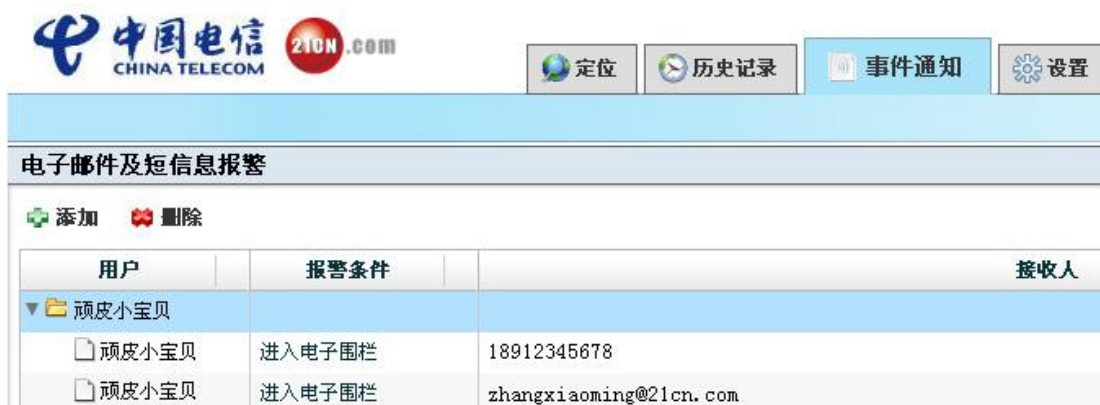 中国电信 21CN.com
CHINA TELECOM
定位 历史记录 事件通知 设置
电子邮件及短信息报警
添加 删除
用户 报警条件 接收人
顽皮小宝贝
顽皮小宝贝 进入电子围栏 18912345678
顽皮小宝贝 进入电子围栏 zhangxiaoming@21cn.com